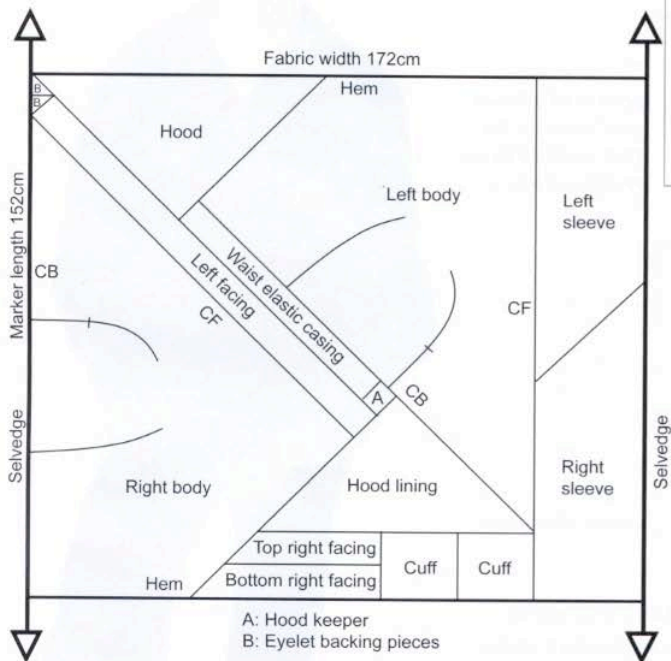 Fabric width 172cm
Hem
B
B
Hood
Left body
Left
sleeve
Marker length 152cm
CB
Waist elastic casing
Left facing
CF
CF
A
CB
Selvedge
Selvedge
Right body
Hood lining
Right
sleeve
Top right facing
Bottom right facing
Cuff
Cuff
Hem
A: Hood keeper
B: Eyelet backing pieces